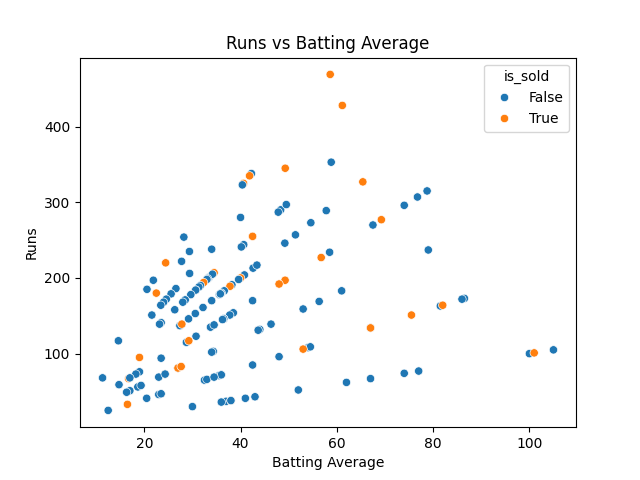 Runs vs Batting Average
is_sold
False
True
400
300
200
100
Runs
20 40 60 80 100
Batting Average